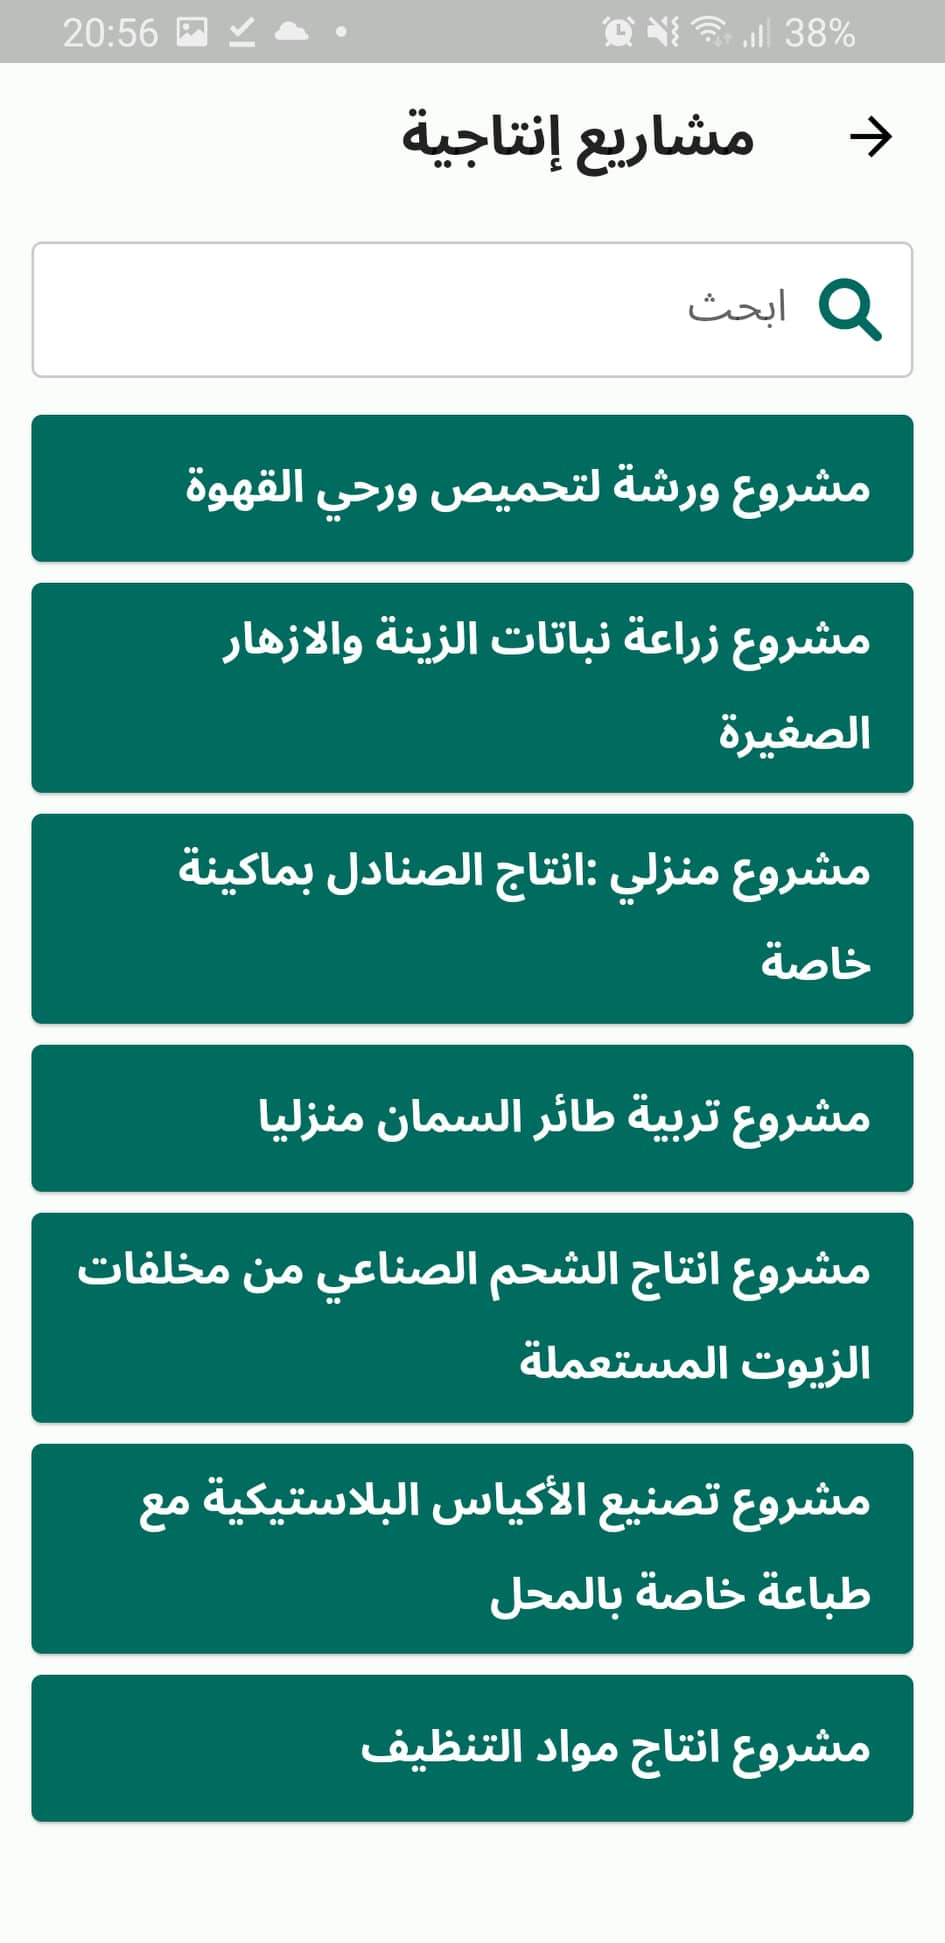 20:56 38%
مشاريع إنتاجية
ابحث
مشروع ورشة لتحميص ورحي القهوة
مشروع زراعة نباتات الزينة والازهار
الصغيرة
مشروع منزلي :انتاج الصنادل بماكينة
خاصة
مشروع تربية طائر السمان منزليا
مشروع انتاج الشحم الصناعي من مخلفات
الزيوت المستعملة
مشروع تصنيع الأكياس البلاستيكية مع
طباعة خاصة بالمحل
مشروع انتاج مواد التنظيف